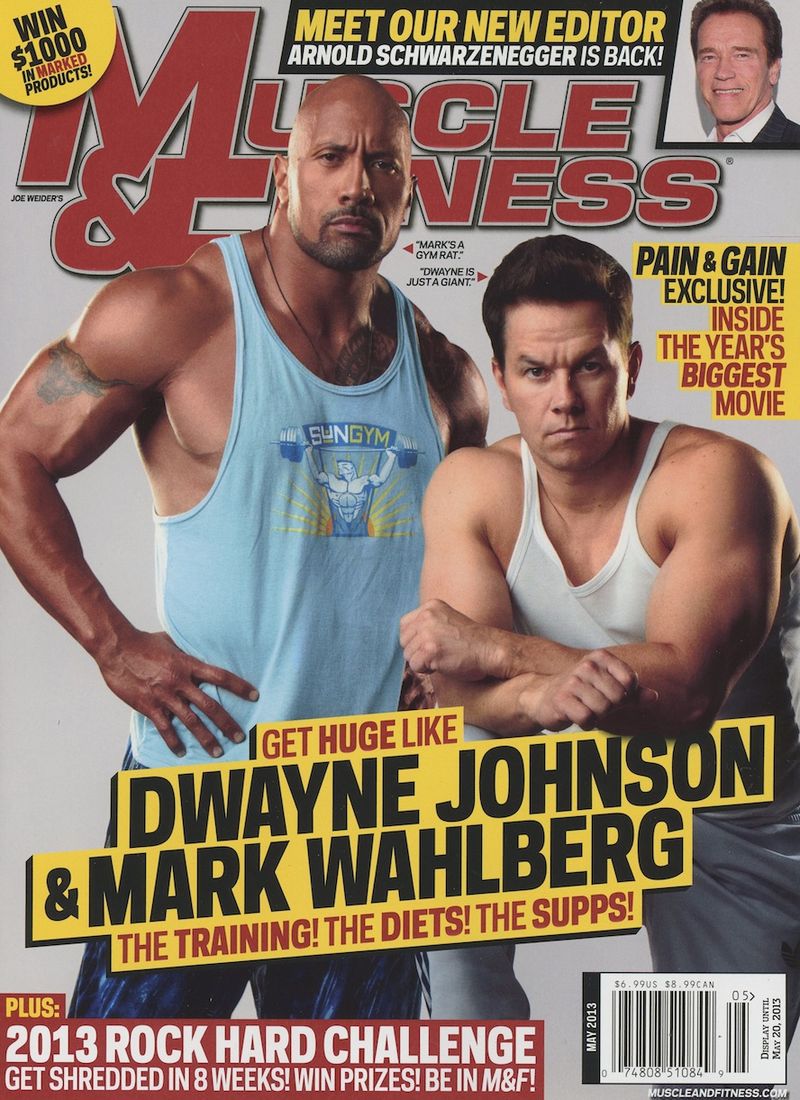 WIN
$1000
IN MARKED
PRODUCTS!
MEET OUR NEW EDITOR
ARNOLD SCHWARZENEGGER IS BACK!
JOE WEIDER'S
MUSCLE
& FITNESS®
"MARK'S A
GYM RAT."
"DWAYNE IS
JUST A GIANT."
PAIN & GAIN
EXCLUSIVE!
INSIDE
THE YEAR'S
BIGGEST
MOVIE
SUNGYM
GET HUGE LIKE
DWAYNE JOHNSON
& MARK WAHLBERG
THE TRAINING! THE DIETS! THE SUPPS!
PLUS:
2013 ROCK HARD CHALLENGE
GET SHREDDED IN 8 WEEKS! WIN PRIZES! BE IN M&F!
MAY 2013
$6.99US $8.99CAN
05>
0 74808 51084 9
DISPLAY UNTIL
MAY 20, 2013
MUSCLEANDFITNESS.COM